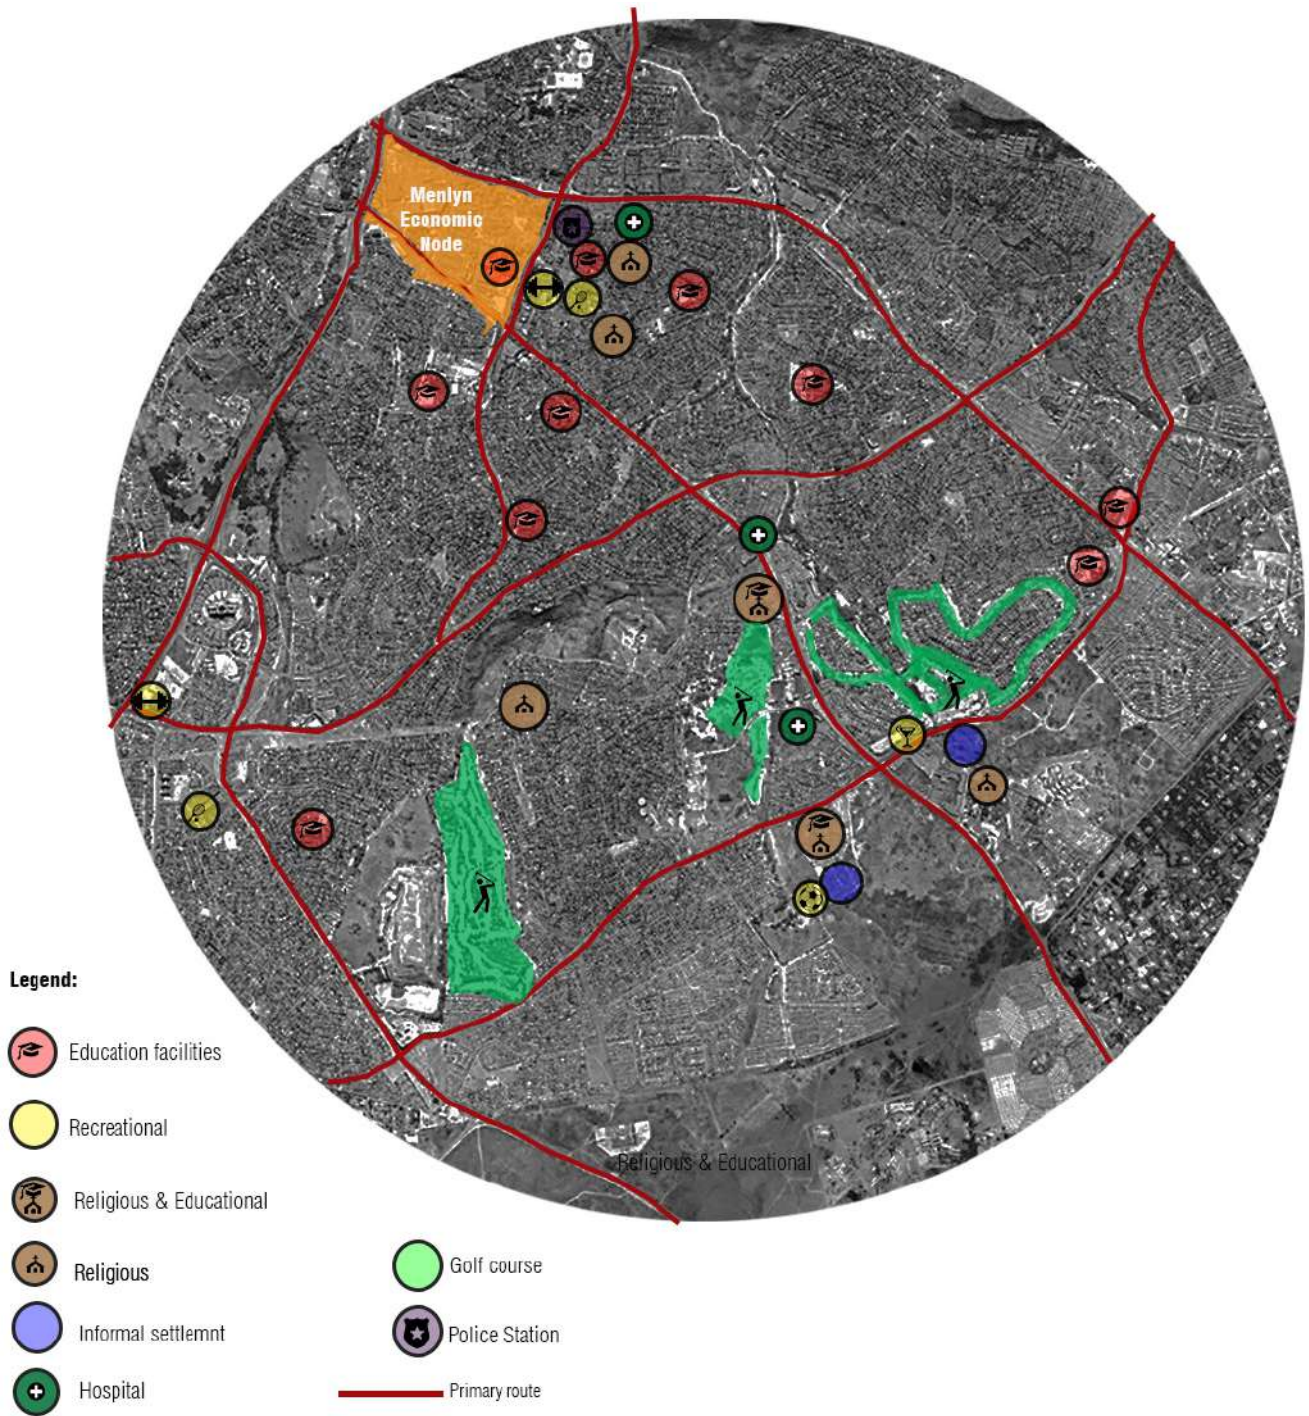 Menlyn
Economic
Node
Religious & Educational
Legend:
Education facilities
Recreational
Religious & Educational
Religious
Informal settlemnt
Hospital
Golf course
Police Station
Primary route